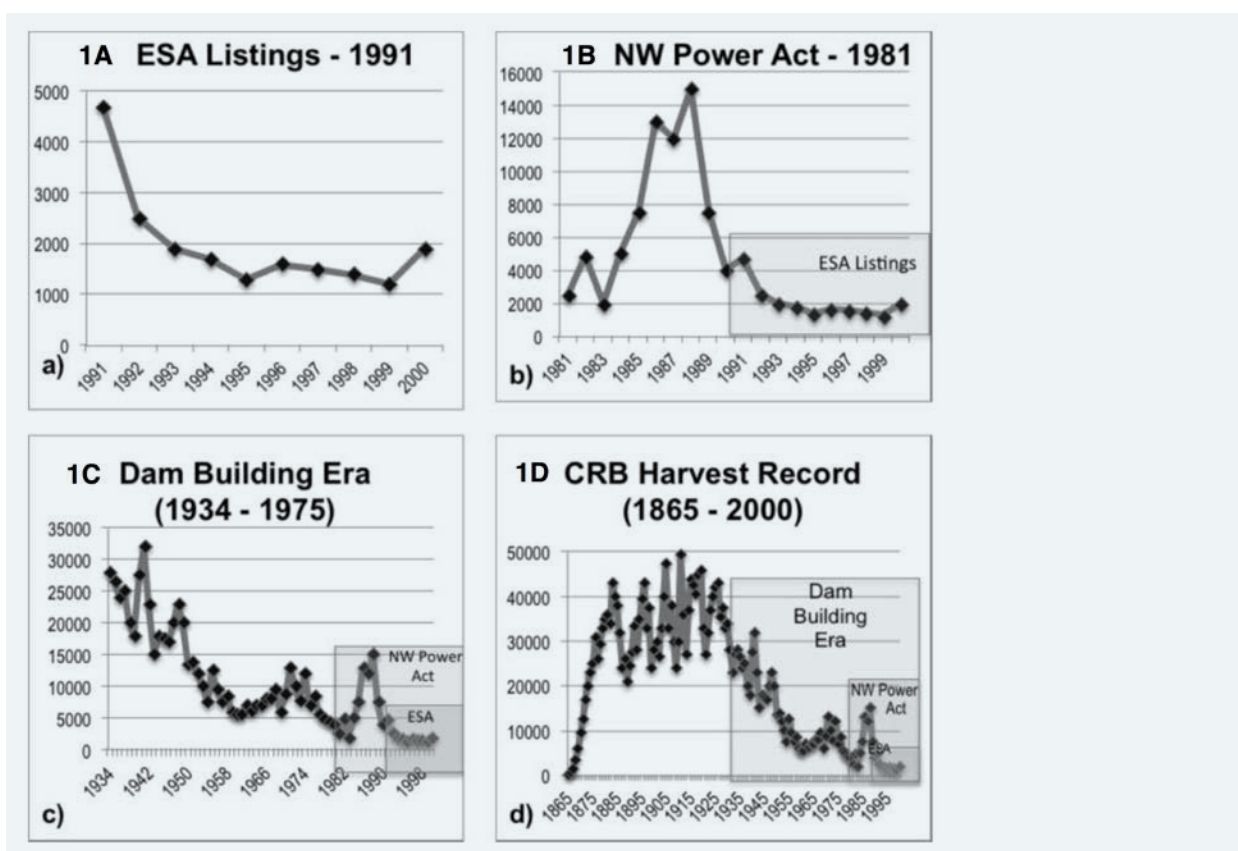 1A ESA Listings - 1991
5000
4000
3000
2000
1000
0
a)
1991 1992 1993 1994 1995 1996 1997 1998 1999 2000
1B NW Power Act - 1981
16000
14000
12000
10000
8000
6000
4000
2000
0
ESA Listings
b)
1981 1983 1985 1987 1989 1991 1993 1995 1997 1999
1C Dam Building Era
(1934 - 1975)
35000
30000
25000
20000
15000
10000
5000
0
NW Power
Act
ESA
1934 1942 1950 1958 1966 1974 1982 1990 1998
c)
1D CRB Harvest Record
(1865 - 2000)
50000
40000
30000
20000
10000
0
Dam
Building
Era
NW Power
Act
ESA
1865 1875 1885 1895 1905 1915 1925 1935 1945 1955 1965 1975 1985 1995
d)